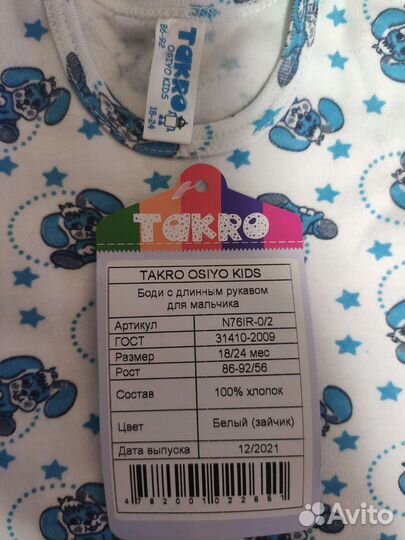 86-92
OSIYO KIDS
TAKRO
18-24
TAKRO
TAKRO OSIYO KIDS
Боди с длинным рукавом
для мальчика
Артикул N76IR-0/2
ГОСТ 31410-2009
Размер 18/24 мес
Рост 86-92/56
Состав 100% хлопок
Цвет Белый (зайчик)
Дата выпуска 12/2021
4782001022651
Avito